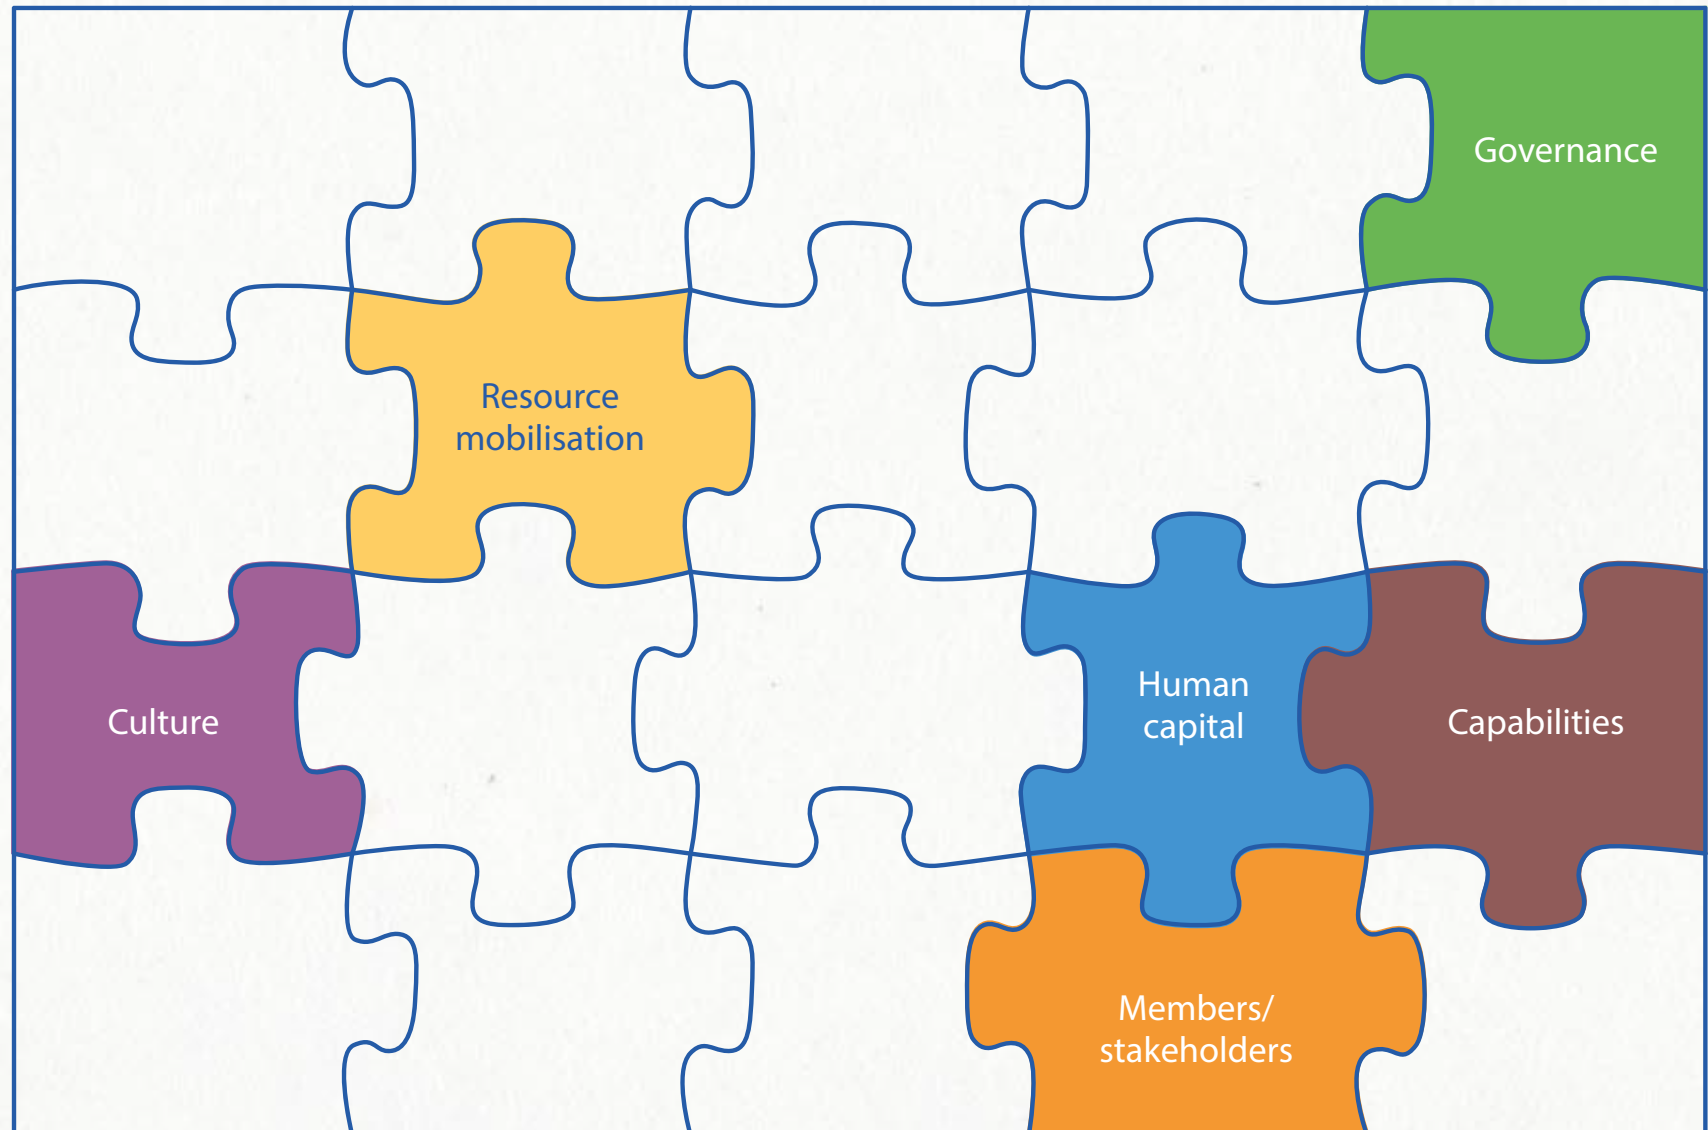 Governance
Resource
mobilisation
Culture
Human
capital
Capabilities
Members/
stakeholders